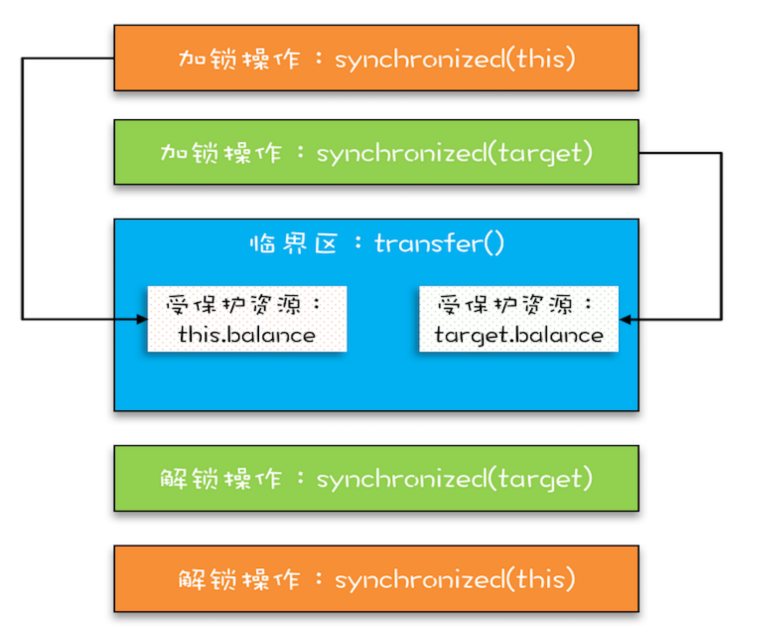 加锁操作：synchronized(this)
加锁操作：synchronized(target)
临界区：transfer()
受保护资源：
this.balance
受保护资源：
target.balance
解锁操作：synchronized(target)
解锁操作：synchronized(this)